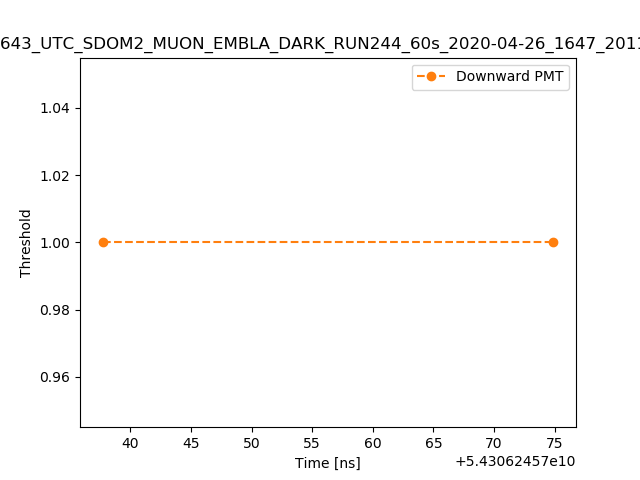 643_UTC_SDOM2_MUON_EMBLA_DARK_RUN244_60s_2020-04-26_1647_2011
Downward PMT
1.04
1.02
1.00
0.98
0.96
Threshold
40 45 50 55 60 65 70 75
Time [ns]
+5.43062457e10